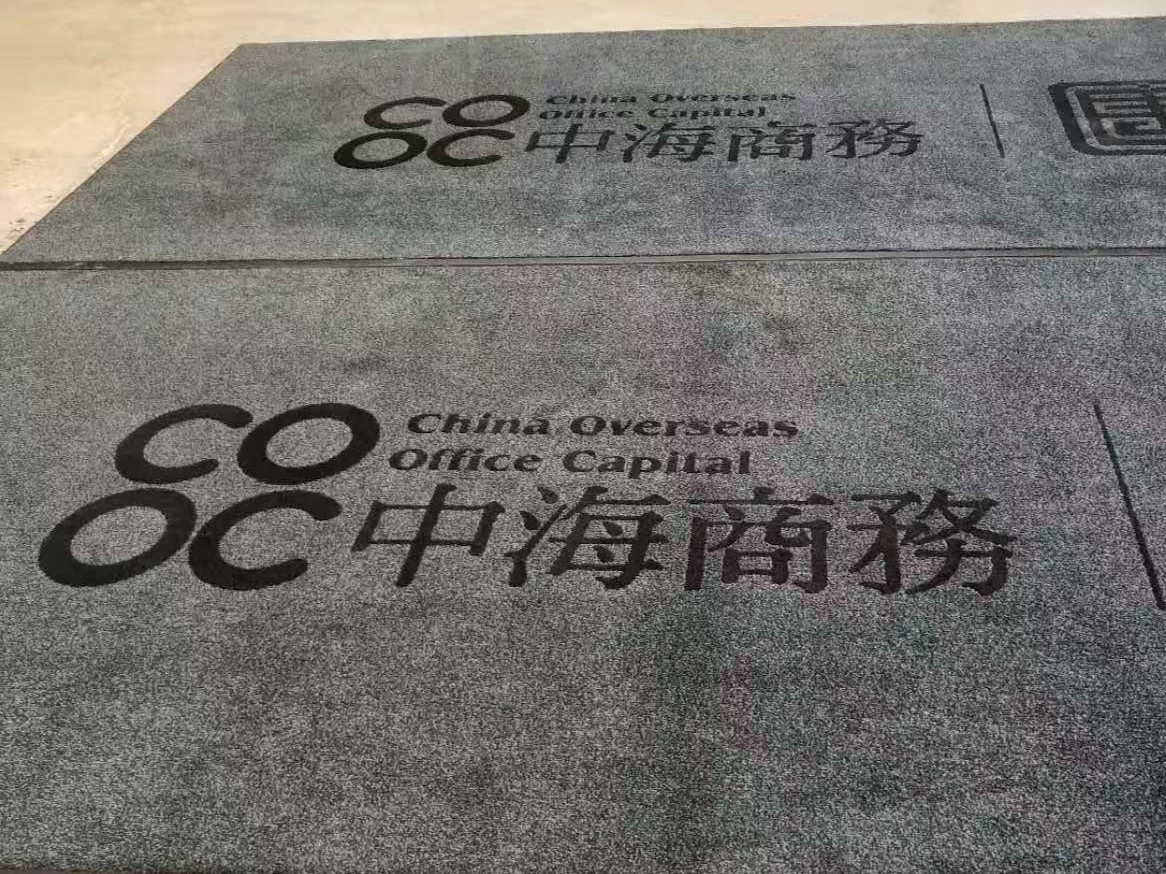 CO
OC
China Overseas
Office Capital
中海商務
CO
OC
China Overseas
Office Capital
中海商務